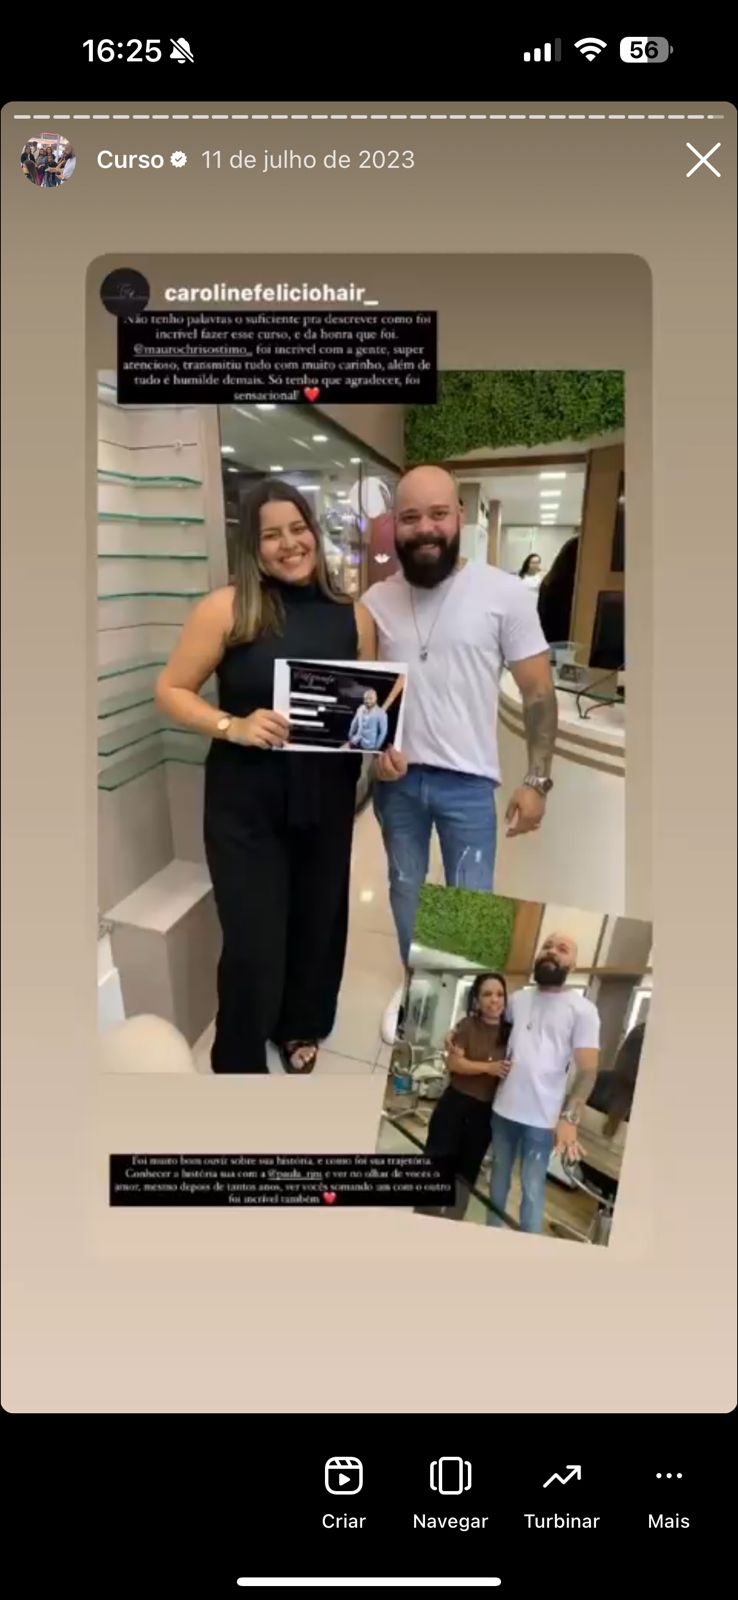 16:25
56
Curso 11 de julho de 2023
carolinefeliciohair_
Não tenho palavras o suficiente pra descrever como foi
incrível fazer esse curso, e da honra que foi.
@maurochrisostimo_ foi incrível com a gente, super
atencioso, transmitiu tudo com muito carinho, além de
tudo é humilde demais. Só tenho que agradecer, foi
sensacional! ❤️
Foi muito bom ouvir sobre sua história, e como foi sua trajetória.
Conhecer a história sua com a e ver no olhar de vocês o
amor, mesmo depois de tantos anos, ver vocês somando um com o outro
foi incrível também ❤️
Criar
Navegar
Turbinar
Mais